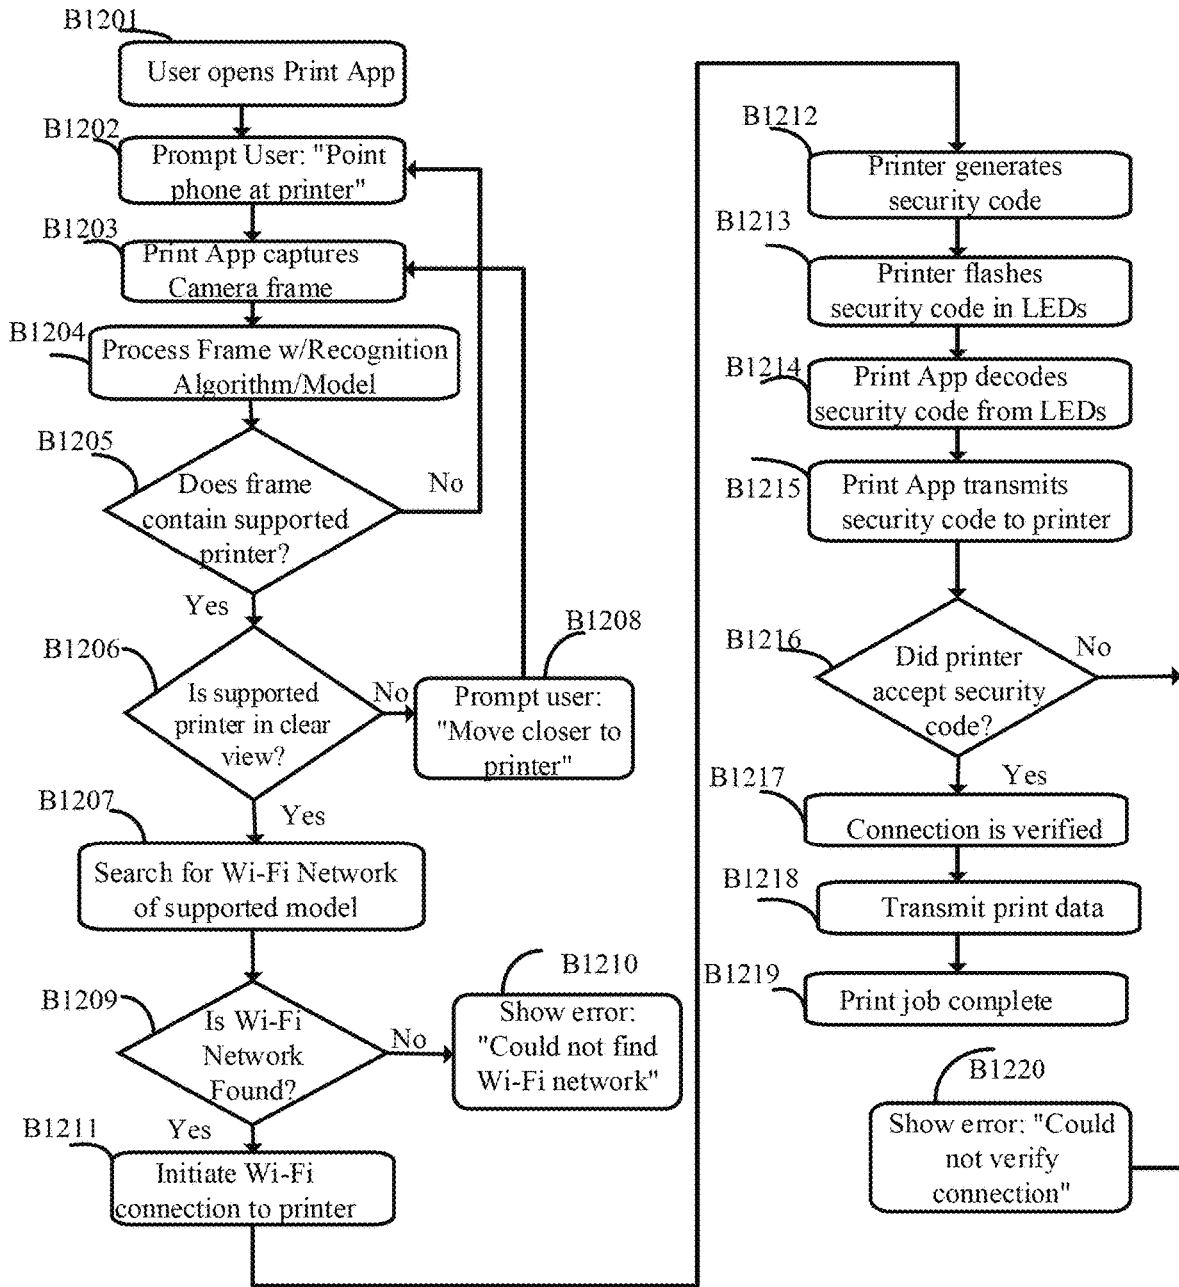 B1201
User opens Print App
B1202
Prompt User: "Point
phone at printer"
B1203
Print App captures
Camera frame
B1204
Process Frame w/Recognition
Algorithm/Model
B1205
Does frame
contain supported
printer?
No
Yes
B1206
Is supported
printer in clear
view?
No
B1208
Prompt user:
"Move closer to
printer"
Yes
B1207
Search for Wi-Fi Network
of supported model
B1209
Is Wi-Fi
Network
Found?
No
B1210
Show error:
"Could not find
Wi-Fi network"
Yes
B1211
Initiate Wi-Fi
connection to printer
B1212
Printer generates
security code
B1213
Printer flashes
security code in LEDs
B1214
Print App decodes
security code from LEDs
B1215
Print App transmits
security code to printer
B1216
Did printer
accept security
code?
No
Yes
B1217
Connection is verified
B1218
Transmit print data
B1219
Print job complete
B1220
Show error: "Could
not verify
connection"